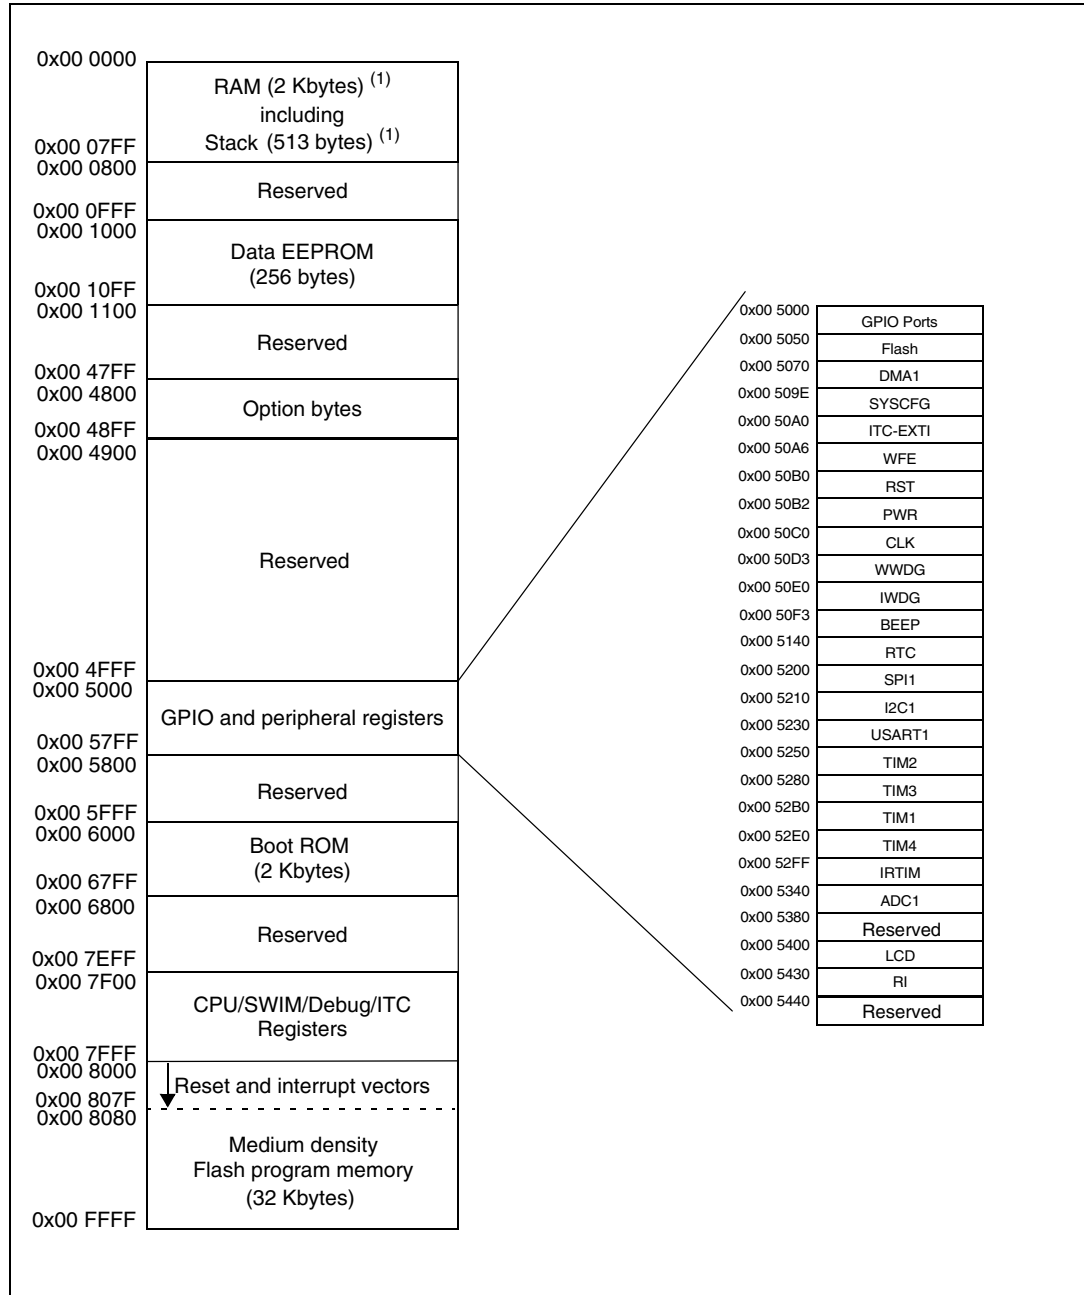 0x00 0000
RAM (2 Kbytes) (1)
including
Stack (513 bytes) (1)
0x00 07FF
0x00 0800
Reserved
0x00 0FFF
0x00 1000
Data EEPROM
(256 bytes)
0x00 10FF
0x00 1100
Reserved
0x00 47FF
0x00 4800
Option bytes
0x00 48FF
0x00 4900
Reserved
0x00 4FFF
0x00 5000
GPIO and peripheral registers
0x00 57FF
0x00 5800
Reserved
0x00 5FFF
0x00 6000
Boot ROM
(2 Kbytes)
0x00 67FF
0x00 6800
Reserved
0x00 7EFF
0x00 7F00
CPU/SWIM/Debug/ITC
Registers
0x00 7FFF
0x00 8000
Reset and interrupt vectors
0x00 807F
0x00 8080
Medium density
Flash program memory
(32 Kbytes)
0x00 FFFF
0x00 5000
GPIO Ports
0x00 5050
Flash
0x00 5070
DMA1
0x00 509E
SYSCFG
0x00 50A0
ITC-EXTI
0x00 50A6
WFE
0x00 50B0
RST
0x00 50B2
PWR
0x00 50C0
CLK
0x00 50D3
WWDG
0x00 50E0
IWDG
0x00 50F3
BEEP
0x00 5140
RTC
0x00 5200
SPI1
0x00 5210
I2C1
0x00 5230
USART1
0x00 5250
TIM2
0x00 5280
TIM3
0x00 52B0
TIM1
0x00 52E0
TIM4
0x00 52FF
IRTIM
0x00 5340
ADC1
0x00 5380
Reserved
0x00 5400
LCD
0x00 5430
RI
0x00 5440
Reserved